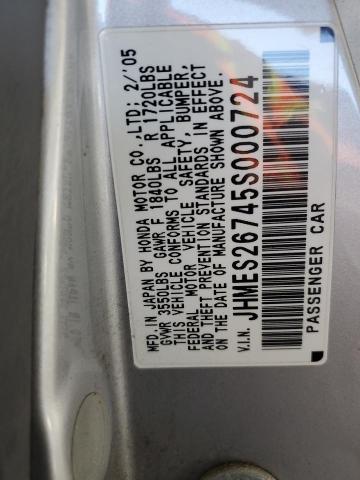 MFD. IN JAPAN BY HONDA MOTOR CO.,LTD; 2/'05
GVWR 3550LBS GAWR F 1840LBS R 1720LBS
THIS VEHICLE CONFORMS TO ALL APPLICABLE
FEDERAL MOTOR VEHICLE SAFETY, BUMPER,
AND THEFT PREVENTION STANDARDS IN EFFECT
ON THE DATE OF MANUFACTURE SHOWN ABOVE.
V.I.N. JHMES26745S000724
PASSENGER CAR